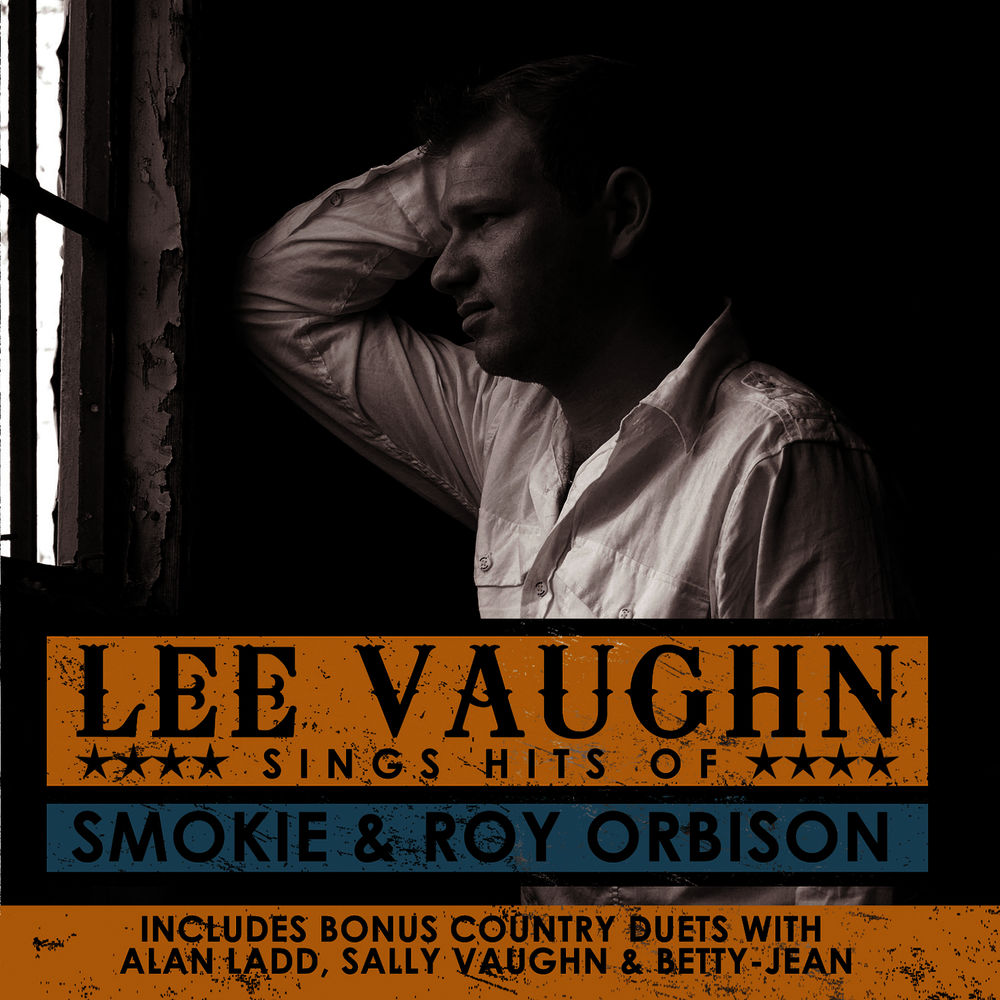 LEE VAUGHN
★★★★ SINGS HITS OF ★★★★
SMOKIE & ROY ORBISON
INCLUDES BONUS COUNTRY DUETS WITH
ALAN LADD, SALLY VAUGHN & BETTY-JEAN